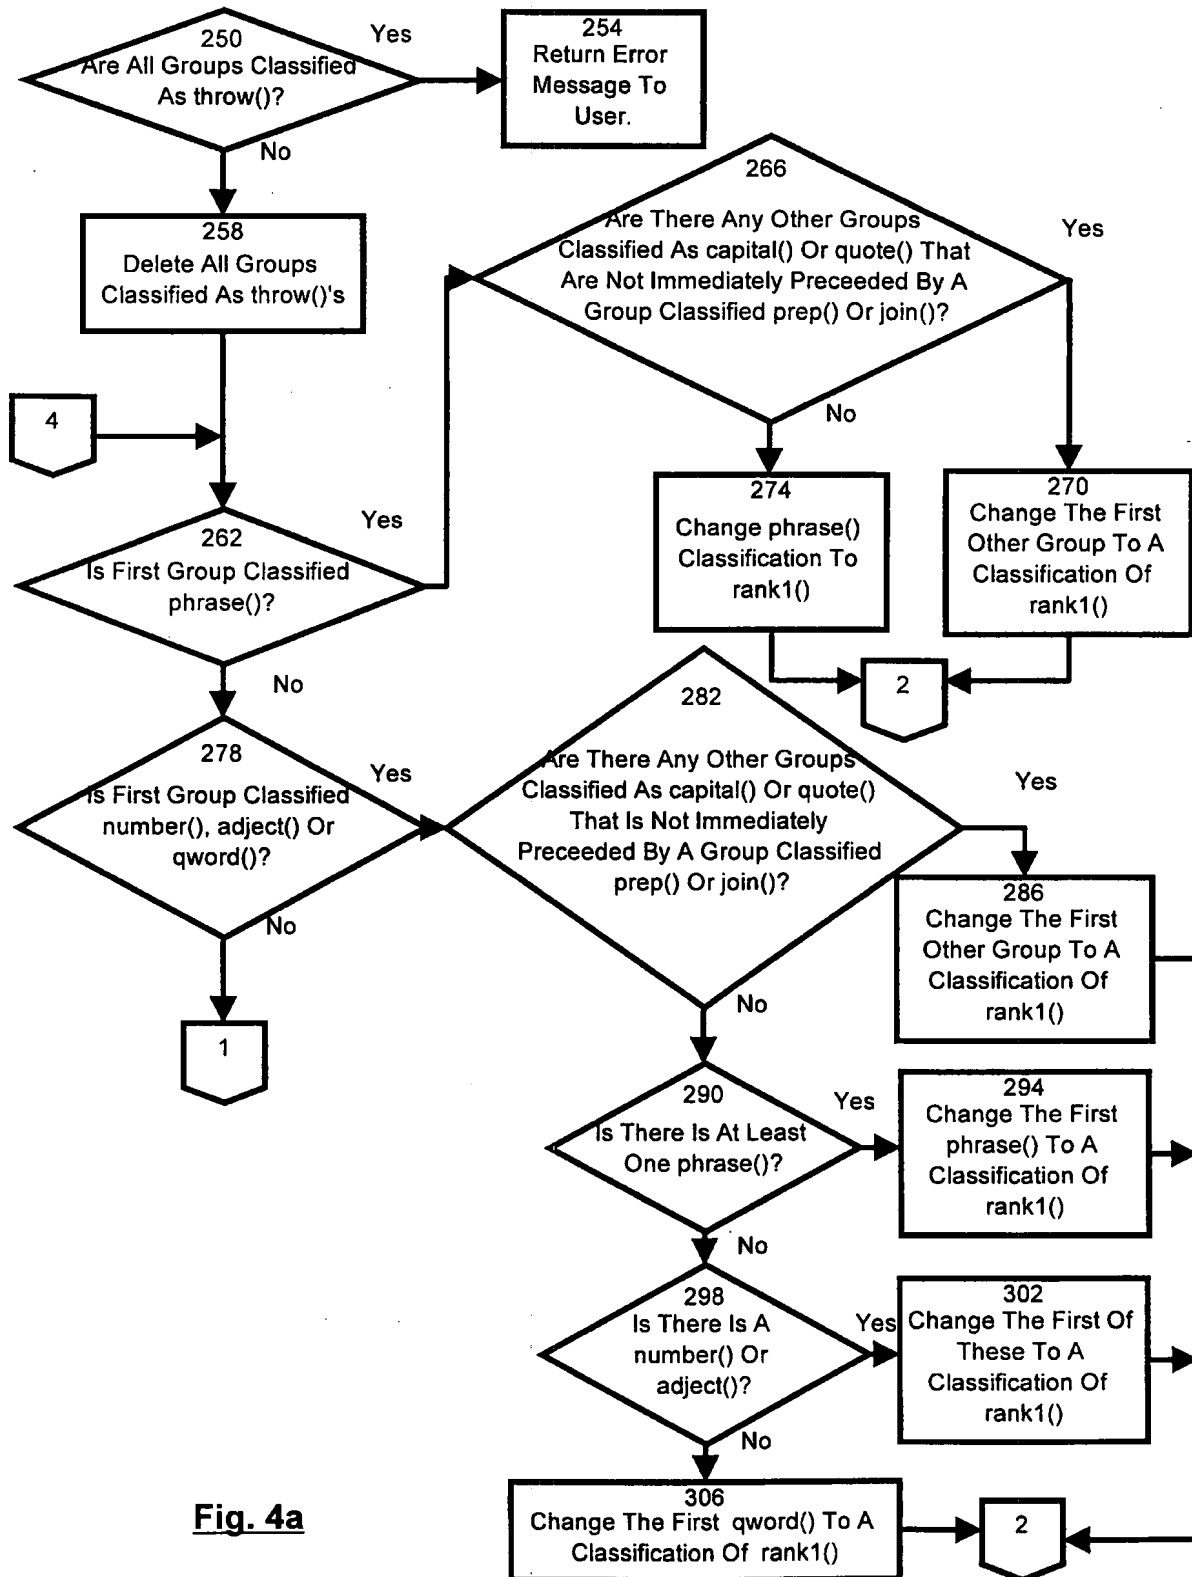 250
Are All Groups Classified
As throw()?
Yes
No
254
Return Error
Message To
User.
258
Delete All Groups
Classified As throw()'s
4
262
Is First Group Classified
phrase()?
Yes
No
266
Are There Any Other Groups
Classified As capital() Or quote() That
Are Not Immediately Preceeded By A
Group Classified prep() Or join()?
Yes
No
274
Change phrase()
Classification To
rank1()
270
Change The First
Other Group To A
Classification Of
rank1()
2
278
Is First Group Classified
number(), adject() Or
qword()?
Yes
No
1
282
Are There Any Other Groups
Classified As capital() Or quote()
That Is Not Immediately
Preceeded By A Group Classified
prep() Or join()?
Yes
No
286
Change The First
Other Group To A
Classification Of
rank1()
290
Is There Is At Least
One phrase()?
Yes
No
294
Change The First
phrase() To A
Classification Of
rank1()
298
Is There Is A
number() Or
adject()?
Yes
No
302
Change The First Of
These To A
Classification Of
rank1()
306
Change The First qword() To A
Classification Of rank1()
2
Fig. 4a